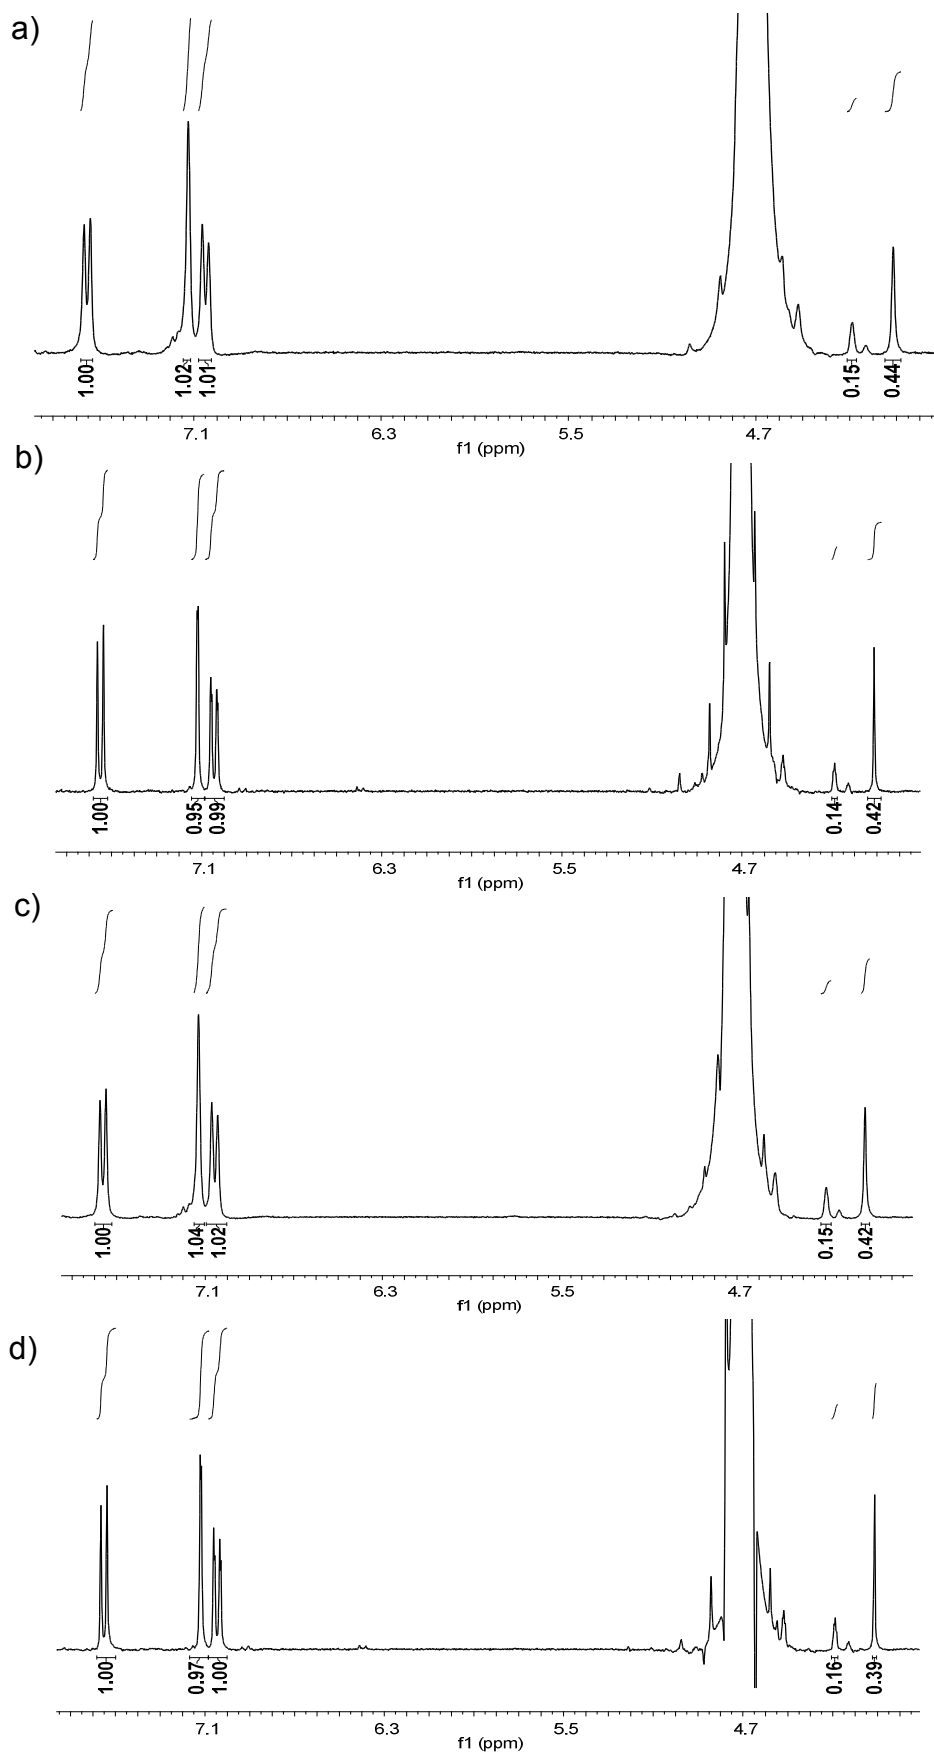 a)
1.00 1.02 1.01 0.15 0.44
7.1 6.3 5.5 4.7
f1 (ppm)
b)
1.00 0.95 0.99 0.14 0.42
7.1 6.3 5.5 4.7
f1 (ppm)
c)
1.00 1.04 1.02 0.15 0.42
7.1 6.3 5.5 4.7
f1 (ppm)
d)
1.00 0.97 1.00 0.16 0.39
7.1 6.3 5.5 4.7
f1 (ppm)